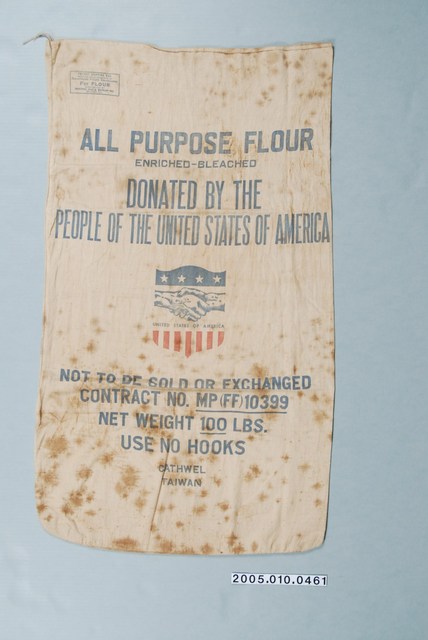 For FLOUR
ALL PURPOSE FLOUR
ENRICHED-BLEACHED
DONATED BY THE
PEOPLE OF THE UNITED STATES OF AMERICA
UNITED STATES OF AMERICA
NOT TO BE SOLD OR EXCHANGED
CONTRACT NO. MP(FF)10399
NET WEIGHT 100 LBS.
USE NO HOOKS
CATHWEL
TAIWAN
2005.010.0461